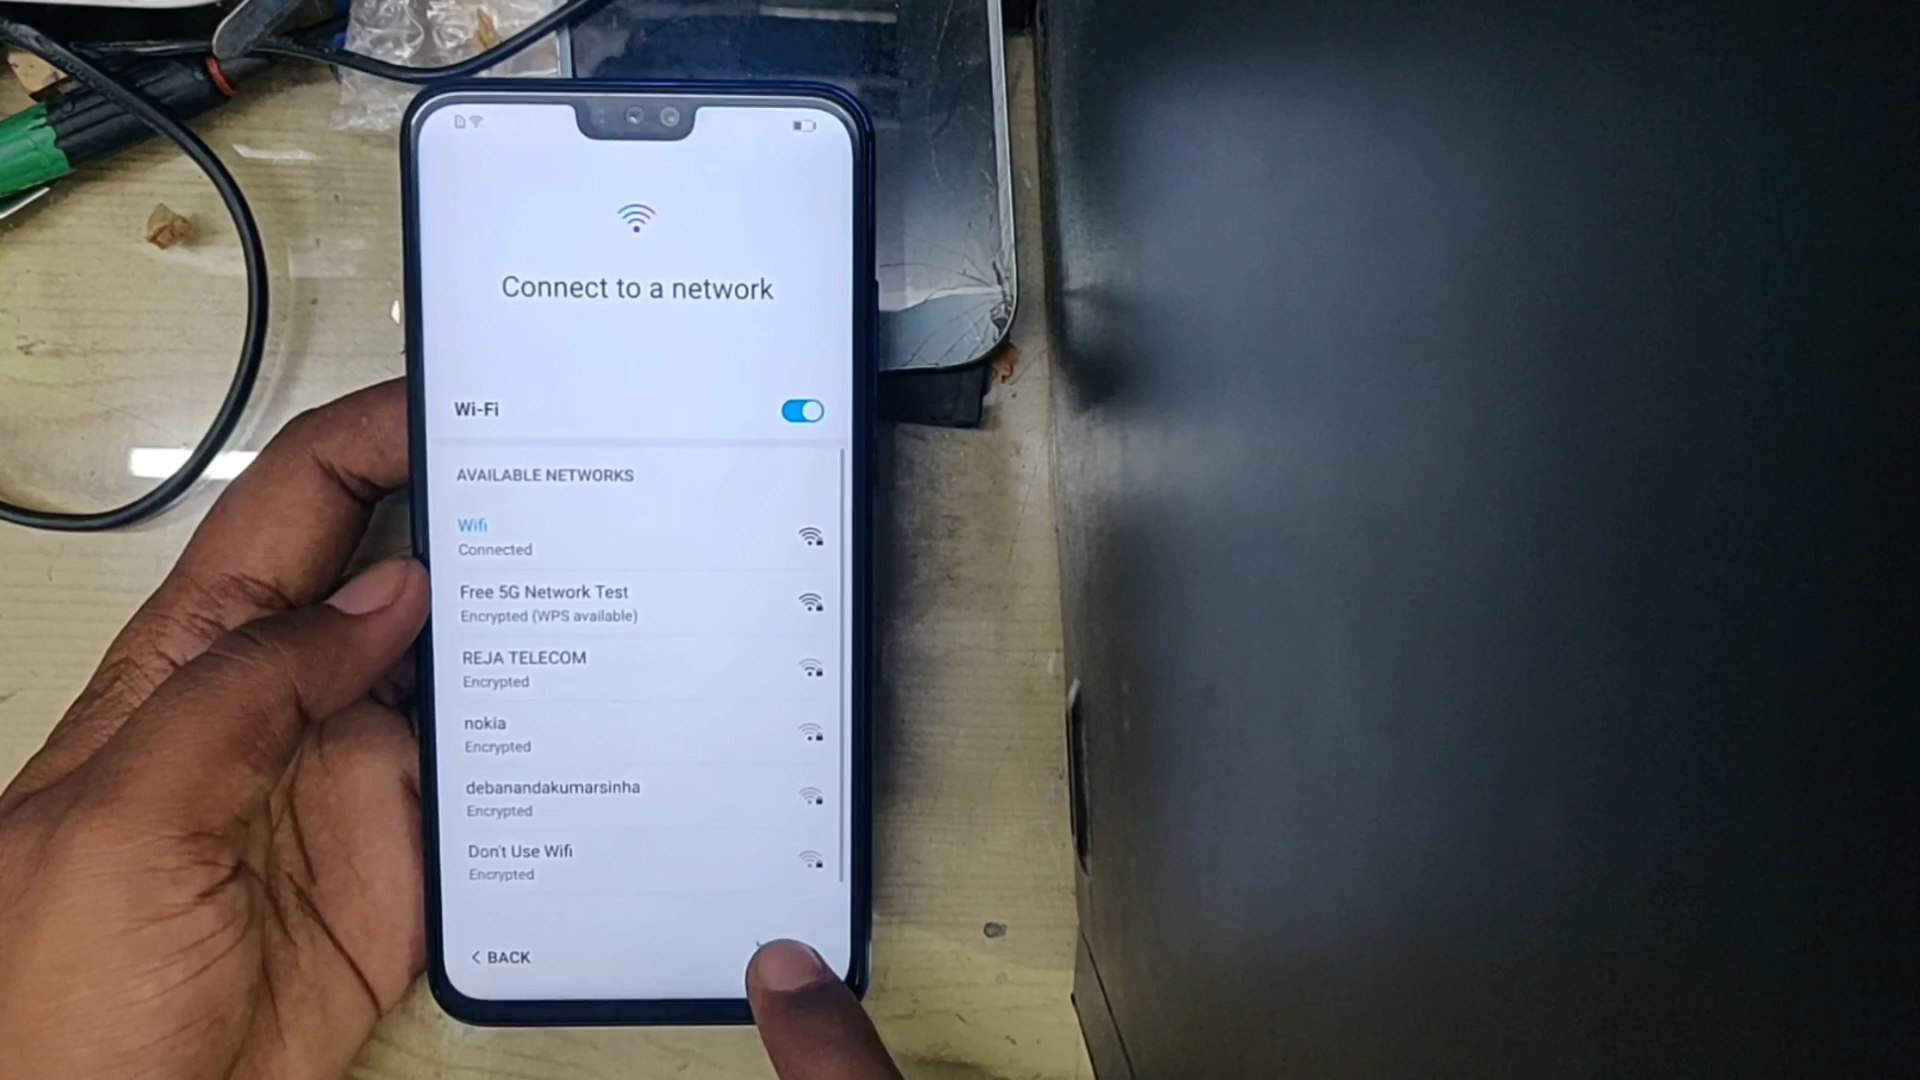 Connect to a network
Wi-Fi
AVAILABLE NETWORKS
Wifi
Connected
Free 5G Network Test
Encrypted (WPS available)
REJA TELECOM
Encrypted
nokia
Encrypted
debanandakumarsinha
Encrypted
Don't Use Wifi
Encrypted
< BACK